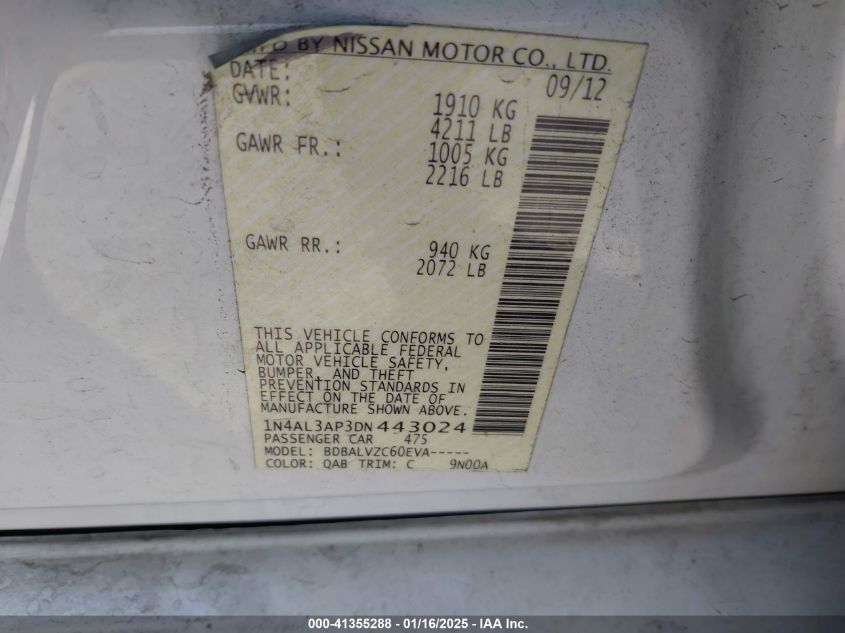 MFD BY NISSAN MOTOR CO., LTD.
DATE: 09/12
GVWR: 1910 KG
4211 LB
GAWR FR.: 1005 KG
2216 LB
GAWR RR.: 940 KG
2072 LB
THIS VEHICLE CONFORMS TO
ALL APPLICABLE FEDERAL
MOTOR VEHICLE SAFETY,
BUMPER, AND THEFT
PREVENTION STANDARDS IN
EFFECT ON THE DATE OF
MANUFACTURE SHOWN ABOVE.
1N4AL3AP3DN443024
PASSENGER CAR 475
MODEL: BDBALVZC60EVA-----
COLOR: QAB TRIM: C 9N00A
000-41355288 - 01/16/2025 - IAA Inc.